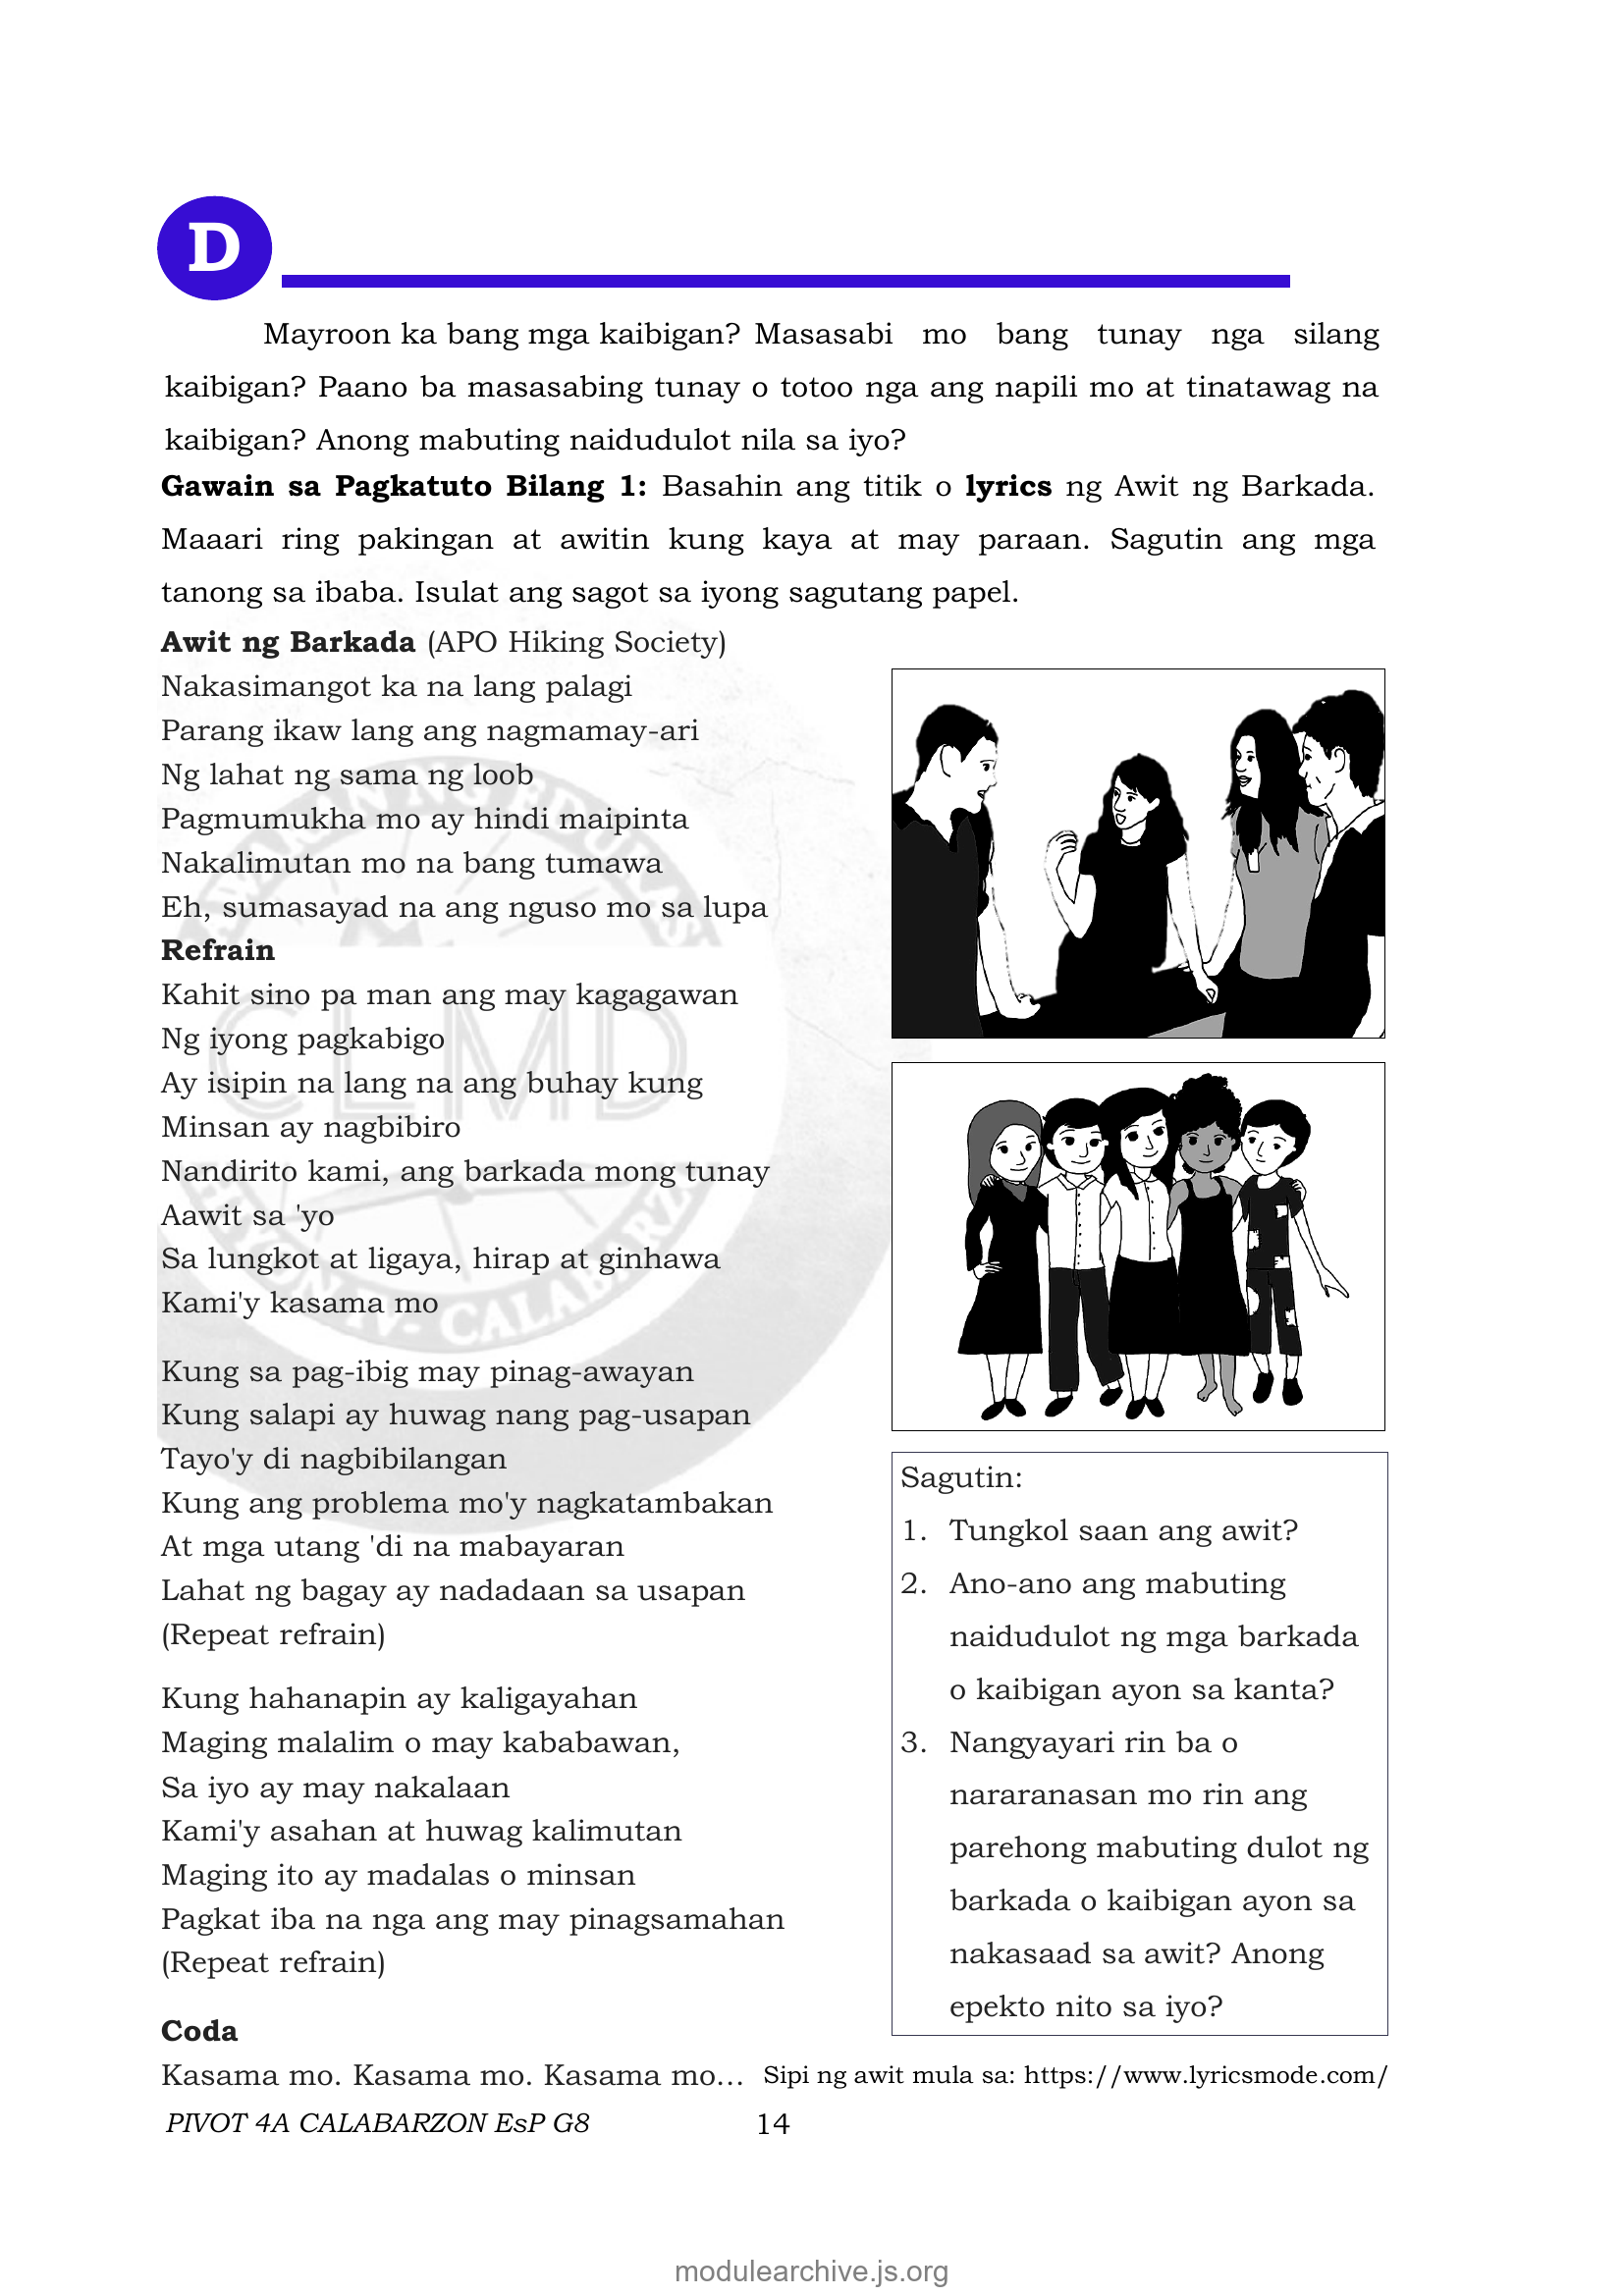 D
Mayroon ka bang mga kaibigan? Masasabi mo bang tunay nga silang
kaibigan? Paano ba masasabing tunay o totoo nga ang napili mo at tinatawag na
kaibigan? Anong mabuting naidudulot nila sa iyo?
Gawain sa Pagkatuto Bilang 1: Basahin ang titik o lyrics ng Awit ng Barkada.
Maaari ring pakingan at awitin kung kaya at may paraan. Sagutin ang mga
tanong sa ibaba. Isulat ang sagot sa iyong sagutang papel.
Awit ng Barkada (APO Hiking Society)
Nakasimangot ka na lang palagi
Parang ikaw lang ang nagmamay-ari
Ng lahat ng sama ng loob
Pagmumukha mo ay hindi maipinta
Nakalimutan mo na bang tumawa
Eh, sumasayad na ang nguso mo sa lupa
Refrain
Kahit sino pa man ang may kagagawan
Ng iyong pagkabigo
Ay isipin na lang na ang buhay kung
Minsan ay nagbibiro
Nandirito kami, ang barkada mong tunay
Aawit sa 'yo
Sa lungkot at ligaya, hirap at ginhawa
Kami'y kasama mo
Kung sa pag-ibig may pinag-awayan
Kung salapi ay huwag nang pag-usapan
Tayo'y di nagbibilangan
Kung ang problema mo'y nagkatambakan
At mga utang 'di na mabayaran
Lahat ng bagay ay nadadaan sa usapan
(Repeat refrain)
Kung hahanapin ay kaligayahan
Maging malalim o may kababawan,
Sa iyo ay may nakalaan
Kami'y asahan at huwag kalimutan
Maging ito ay madalas o minsan
Pagkat iba na nga ang may pinagsamahan
(Repeat refrain)
Coda
Kasama mo. Kasama mo. Kasama mo...
Sagutin:
1. Tungkol saan ang awit?
2. Ano-ano ang mabuting
naidudulot ng mga barkada
o kaibigan ayon sa kanta?
3. Nangyayari rin ba o
nararanasan mo rin ang
parehong mabuting dulot ng
barkada o kaibigan ayon sa
nakasaad sa awit? Anong
epekto nito sa iyo?
Sipi ng awit mula sa: https://www.lyricsmode.com/
PIVOT 4A CALABARZON EsP G8
14
CLMD
modulearchive.js.org